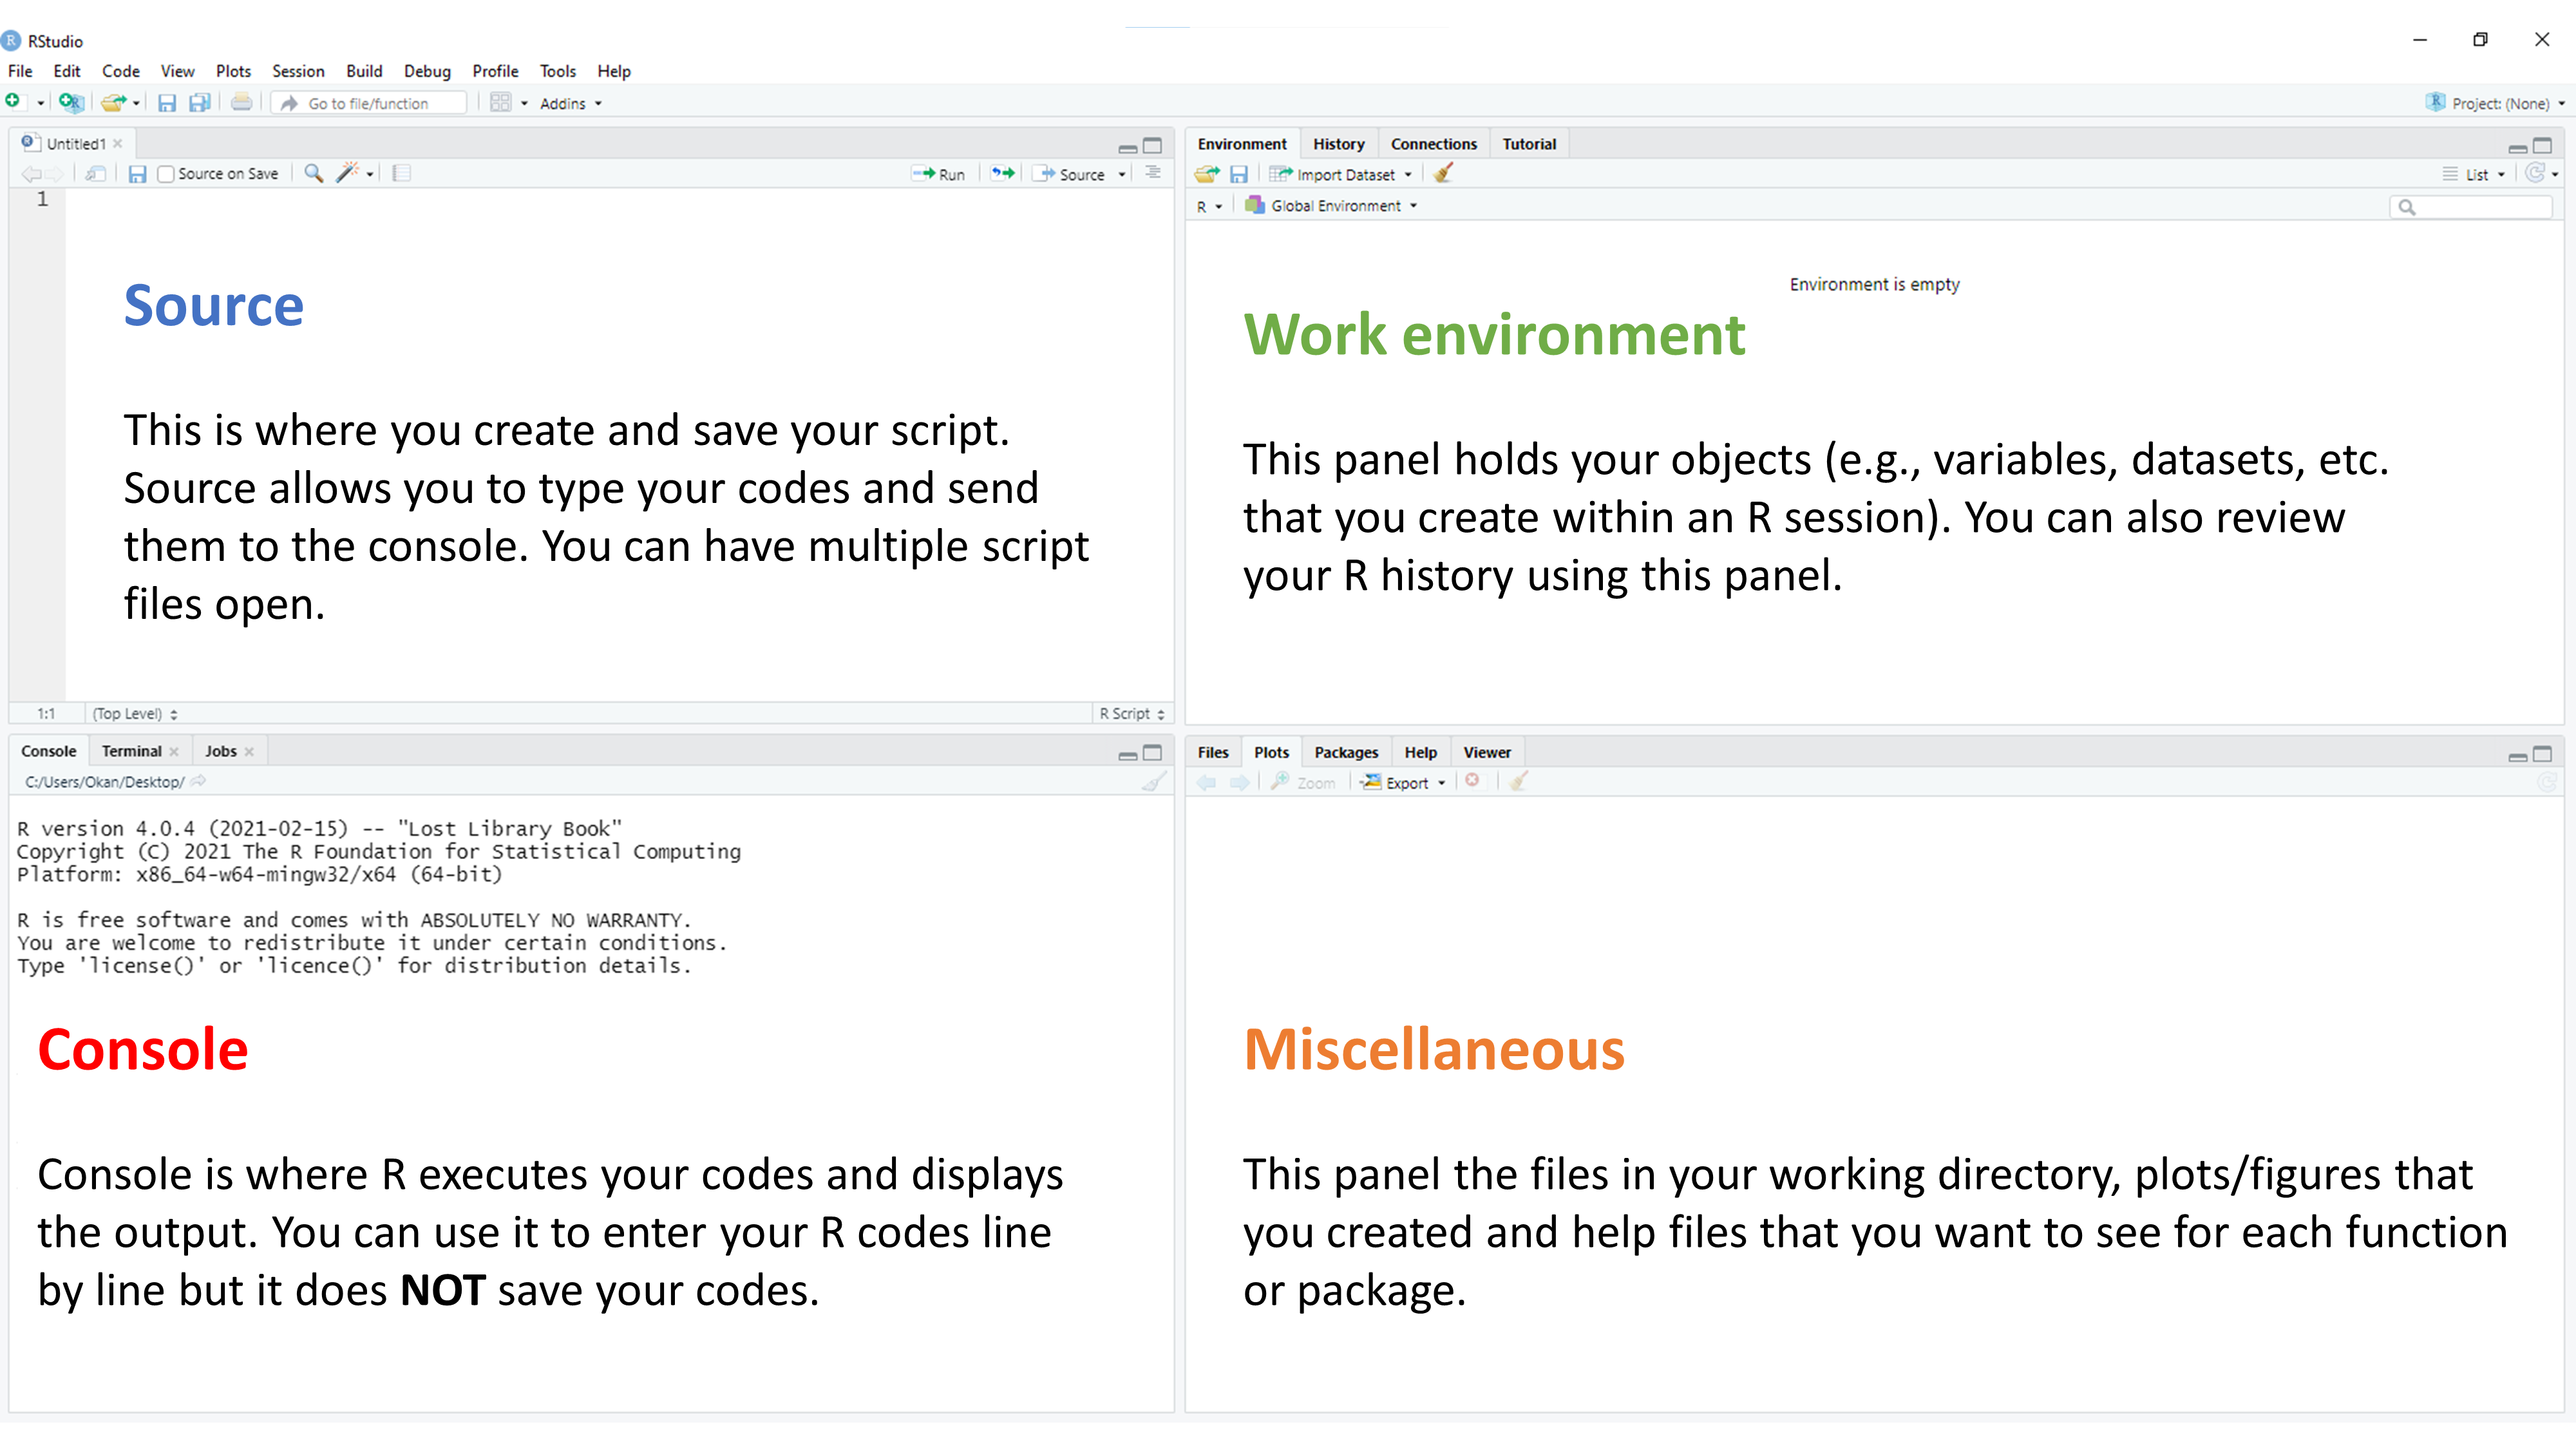 RStudio
File Edit Code View Plots Session Build Debug Profile Tools Help
Go to file/function Addins Project: (None)
Untitled1
Source on Save Run Source
1
Source
This is where you create and save your script.
Source allows you to type your codes and send
them to the console. You can have multiple script
files open.
1:1 (Top Level) R Script
Environment History Connections Tutorial
Import Dataset List
R Global Environment
Environment is empty
Work environment
This panel holds your objects (e.g., variables, datasets, etc.
that you create within an R session). You can also review
your R history using this panel.
Console Terminal Jobs
C:/Users/Okan/Desktop/
R version 4.0.4 (2021-02-15) -- "Lost Library Book"
Copyright (C) 2021 The R Foundation for Statistical Computing
Platform: x86_64-w64-mingw32/x64 (64-bit)
R is free software and comes with ABSOLUTELY NO WARRANTY.
You are welcome to redistribute it under certain conditions.
Type 'license()' or 'licence()' for distribution details.
Console
Console is where R executes your codes and displays
the output. You can use it to enter your R codes line
by line but it does NOT save your codes.
Files Plots Packages Help Viewer
Zoom Export
Miscellaneous
This panel the files in your working directory, plots/figures that
you created and help files that you want to see for each function
or package.